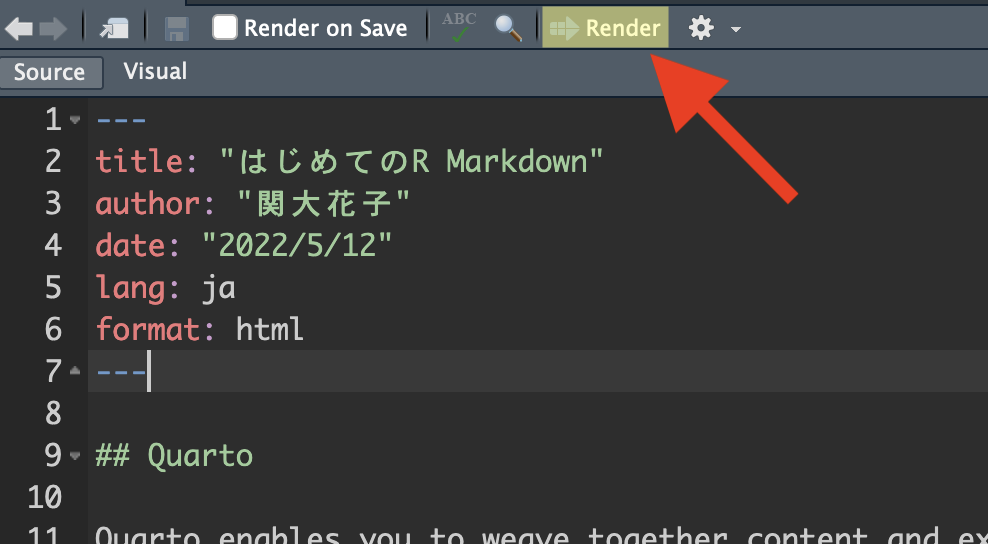 Render on Save ABC Render
Source Visual
1 ---
2 title: "はじめてのR Markdown"
3 author: "関大花子"
4 date: "2022/5/12"
5 lang: ja
6 format: html
7 ---
8
9 ## Quarto
10
11 Quarto enables you to weave together content and ex